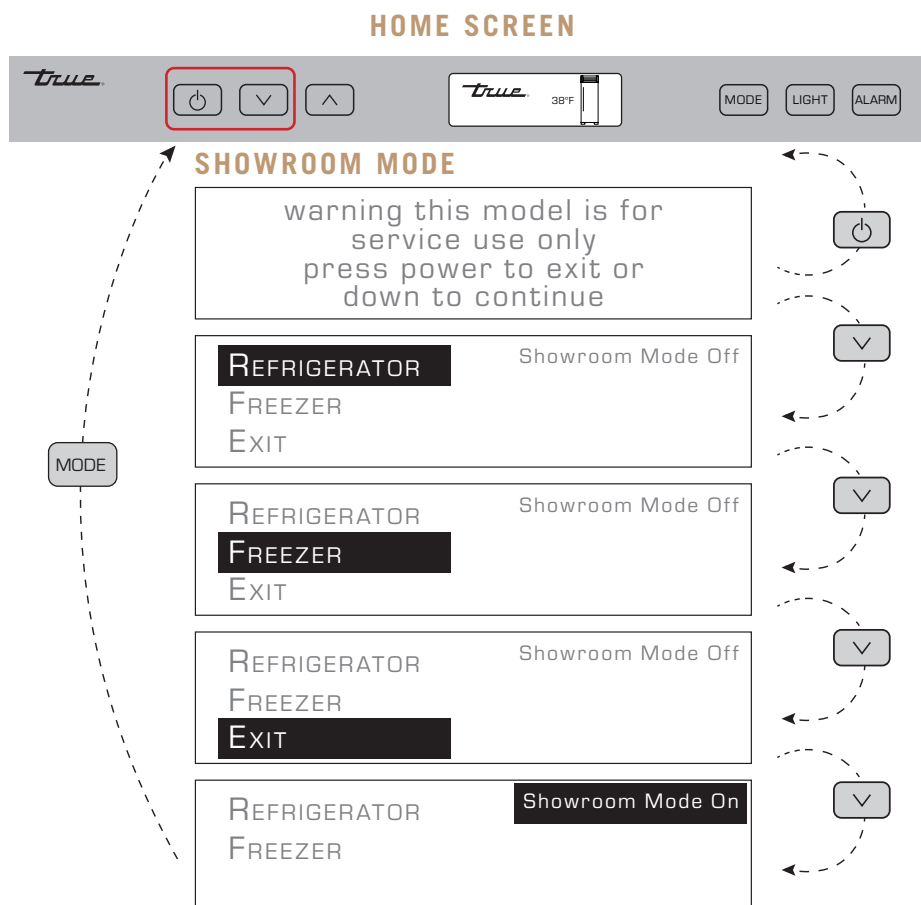 HOME SCREEN
true
true
38°F
MODE
LIGHT
ALARM
SHOWROOM MODE
warning this model is for
service use only
press power to exit or
down to continue
REFRIGERATOR
Showroom Mode Off
FREEZER
EXIT
MODE
REFRIGERATOR
Showroom Mode Off
FREEZER
EXIT
REFRIGERATOR
Showroom Mode Off
FREEZER
EXIT
REFRIGERATOR
Showroom Mode On
FREEZER